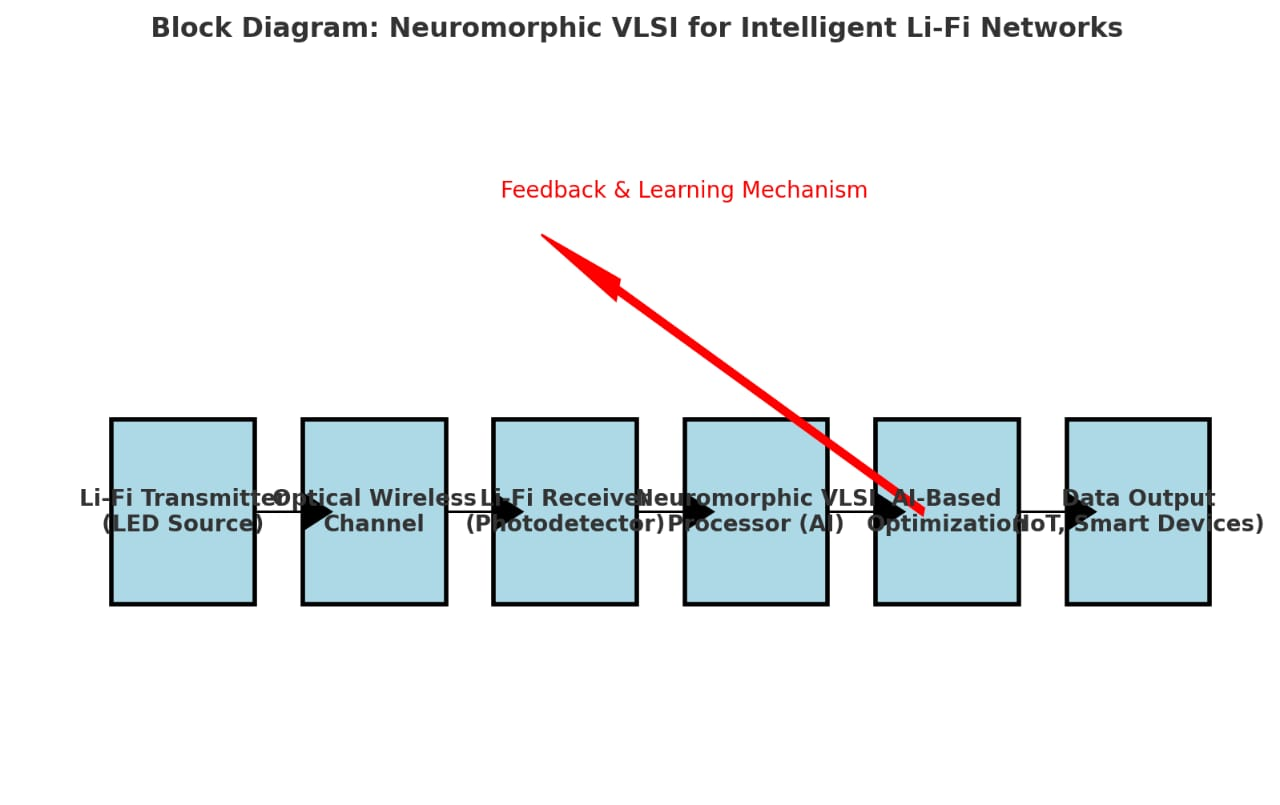 Block Diagram: Neuromorphic VLSI for Intelligent Li-Fi Networks
Feedback & Learning Mechanism
Li-Fi Transmitter
(LED Source)
Optical Wireless
Channel
Li-Fi Receiver
(Photodetector)
Neuromorphic VLSI
Processor (AI)
AI-Based
Optimization
Data Output
(IoT, Smart Devices)